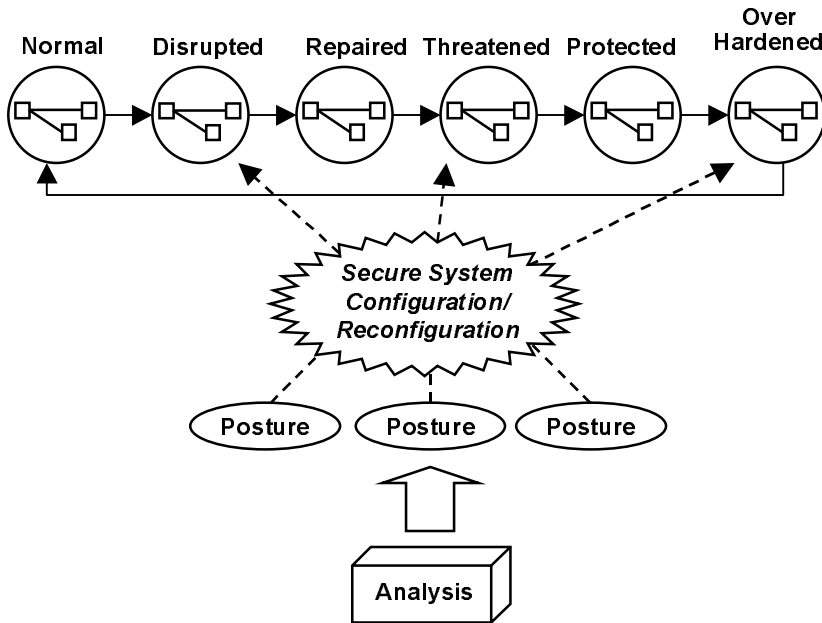 Normal
Disrupted
Repaired
Threatened
Protected
Over
Hardened
Secure System
Configuration/
Reconfiguration
Posture
Posture
Posture
Analysis